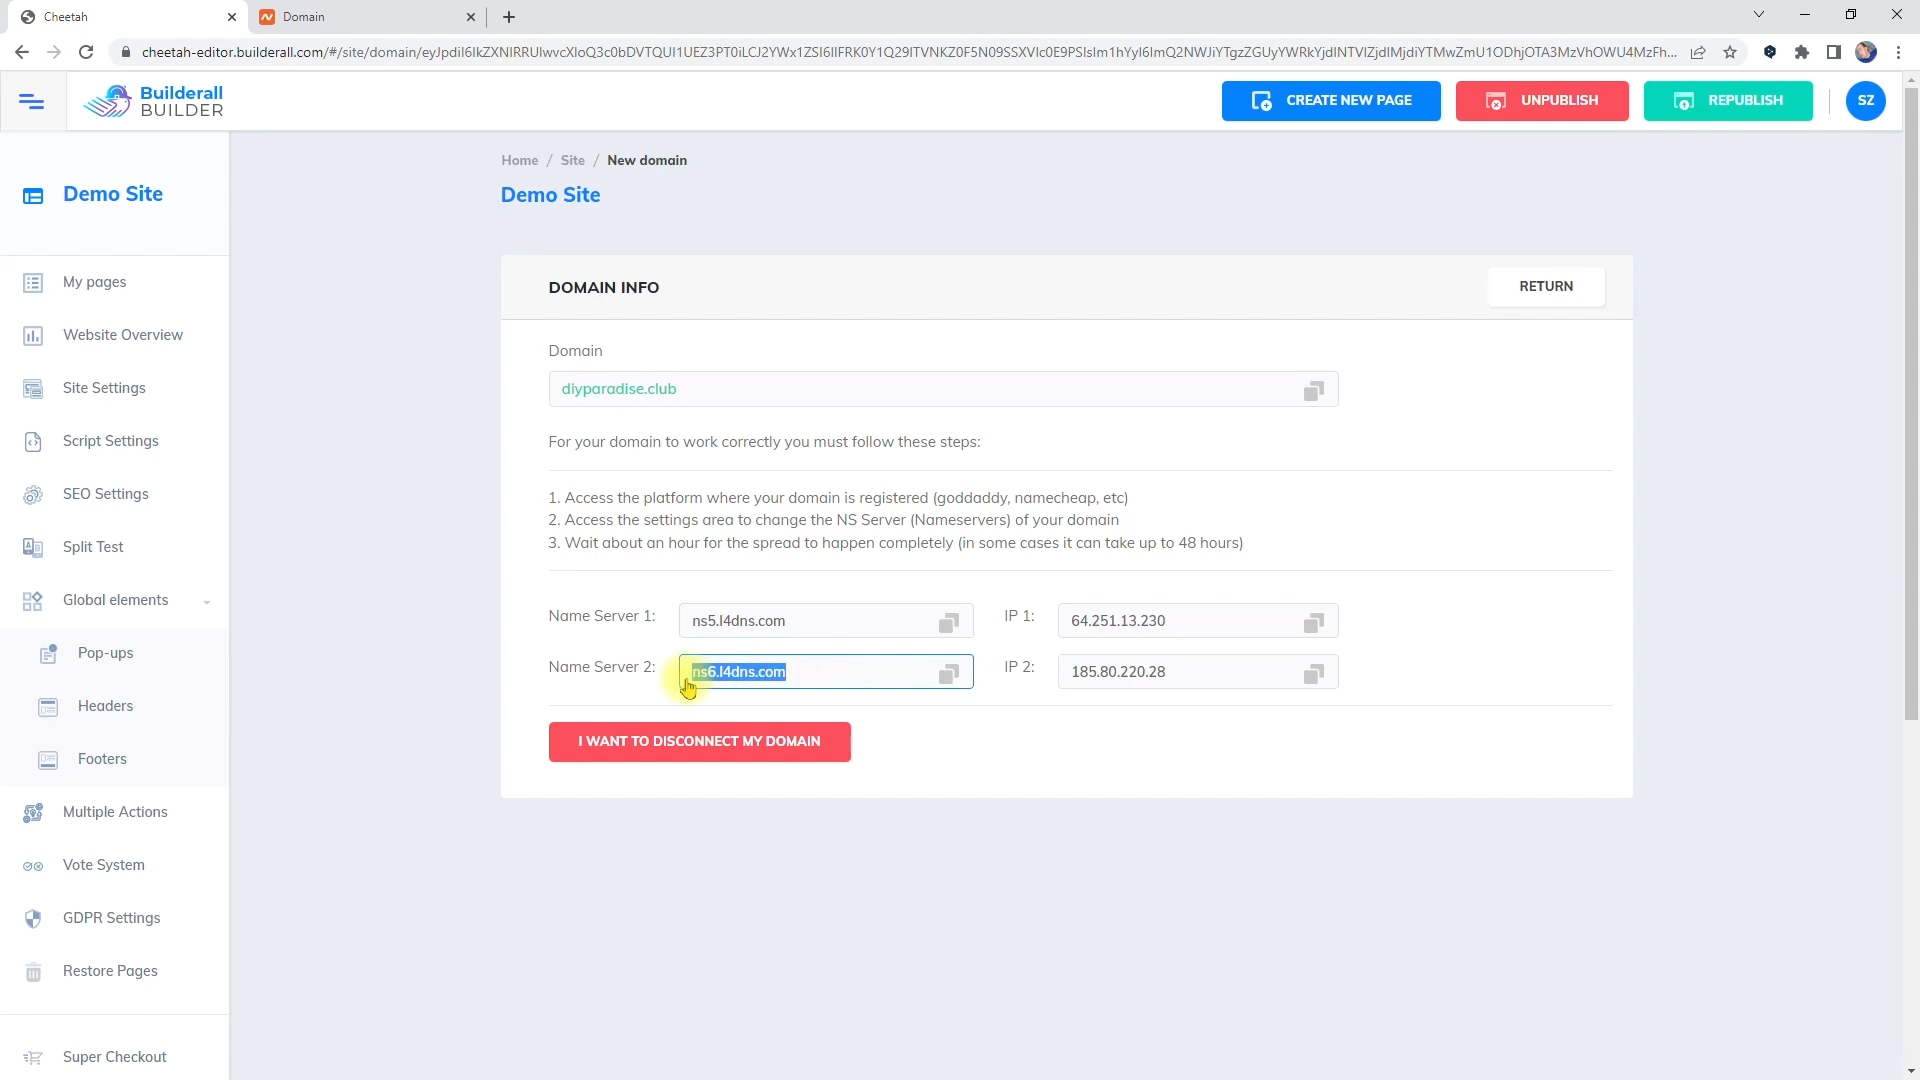 Cheetah
Domain
cheetah-editor.builderall.com/#/site/domain/
Builderall
BUILDER
CREATE NEW PAGE
UNPUBLISH
REPUBLISH
SZ
Home / Site / New domain
Demo Site
Demo Site
My pages
Website Overview
Site Settings
Script Settings
SEO Settings
Split Test
Global elements
Pop-ups
Headers
Footers
Multiple Actions
Vote System
GDPR Settings
Restore Pages
Super Checkout
DOMAIN INFO
RETURN
Domain
diyparadise.club
For your domain to work correctly you must follow these steps:
1. Access the platform where your domain is registered (goddaddy, namecheap, etc)
2. Access the settings area to change the NS Server (Nameservers) of your domain
3. Wait about an hour for the spread to happen completely (in some cases it can take up to 48 hours)
Name Server 1: ns5.l4dns.com IP 1: 64.251.13.230
Name Server 2: ns6.l4dns.com IP 2: 185.80.220.28
I WANT TO DISCONNECT MY DOMAIN